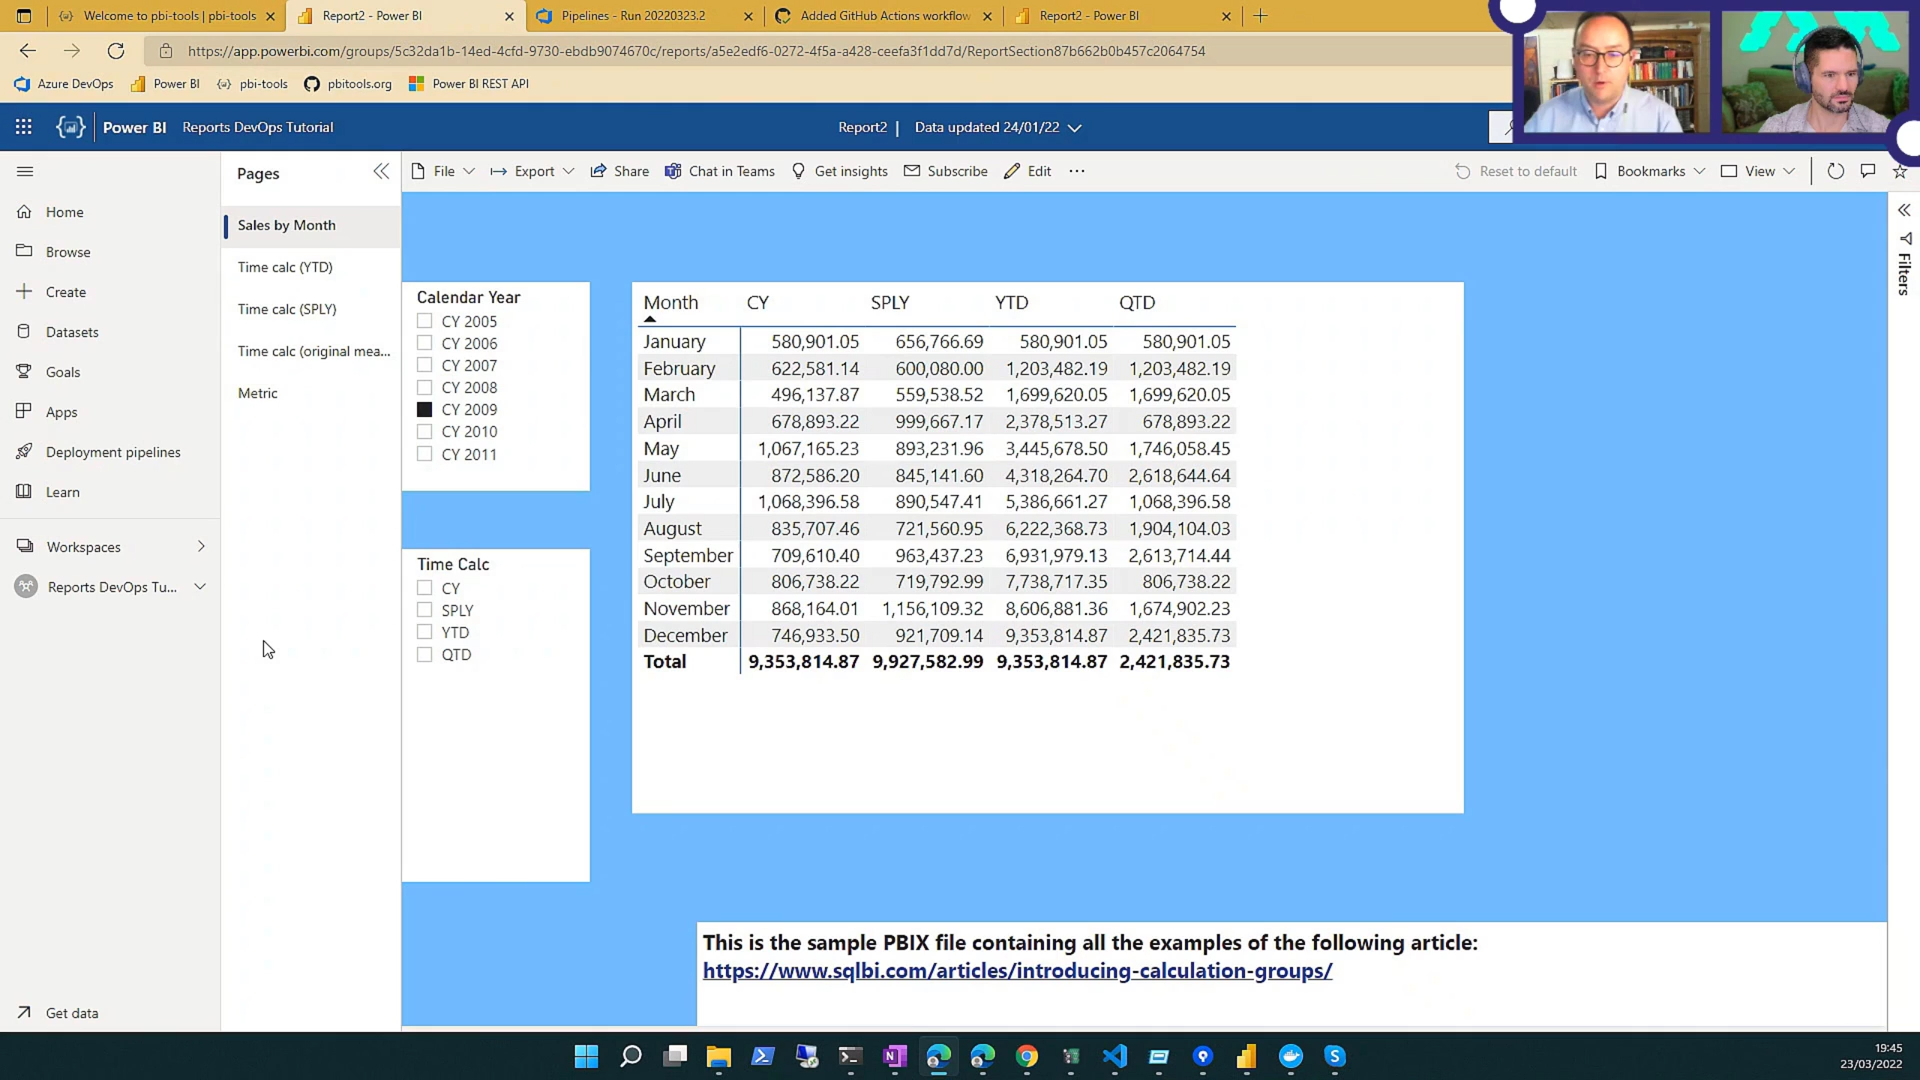 Welcome to pbi-tools | pbi-tools
Report2 - Power BI
Pipelines - Run 20220323.2
Added GitHub Actions workflow
Report2 - Power BI
https://app.powerbi.com/groups/5c32da1b-14ed-4cfd-9730-ebdb9074670c/reports/a5e2edf6-0272-4f5a-a428-ceefa3f1dd7d/ReportSection87b662b0b457c2064754
Azure DevOps Power BI pbi-tools pbitools.org Power BI REST API
Power BI Reports DevOps Tutorial
Report2 | Data updated 24/01/22
File Export Share Chat in Teams Get insights Subscribe Edit ...
Reset to default Bookmarks View
Home
Browse
Create
Datasets
Goals
Apps
Deployment pipelines
Learn
Workspaces
Reports DevOps Tu...
Get data
Pages
Sales by Month
Time calc (YTD)
Time calc (SPLY)
Time calc (original mea...
Metric
Calendar Year
CY 2005
CY 2006
CY 2007
CY 2008
CY 2009
CY 2010
CY 2011
Time Calc
CY
SPLY
YTD
QTD
Month CY SPLY YTD QTD
January 580,901.05 656,766.69 580,901.05 580,901.05
February 622,581.14 600,080.00 1,203,482.19 1,203,482.19
March 496,137.87 559,538.52 1,699,620.05 1,699,620.05
April 678,893.22 999,667.17 2,378,513.27 678,893.22
May 1,067,165.23 893,231.96 3,445,678.50 1,746,058.45
June 872,586.20 845,141.60 4,318,264.70 2,618,644.64
July 1,068,396.58 890,547.41 5,386,661.27 1,068,396.58
August 835,707.46 721,560.95 6,222,368.73 1,904,104.03
September 709,610.40 963,437.23 6,931,979.13 2,613,714.44
October 806,738.22 719,792.99 7,738,717.35 806,738.22
November 868,164.01 1,156,109.32 8,606,881.36 1,674,902.23
December 746,933.50 921,709.14 9,353,814.87 2,421,835.73
Total 9,353,814.87 9,927,582.99 9,353,814.87 2,421,835.73
This is the sample PBIX file containing all the examples of the following article:
https://www.sqlbi.com/articles/introducing-calculation-groups/
Filters
19:45
23/03/2022